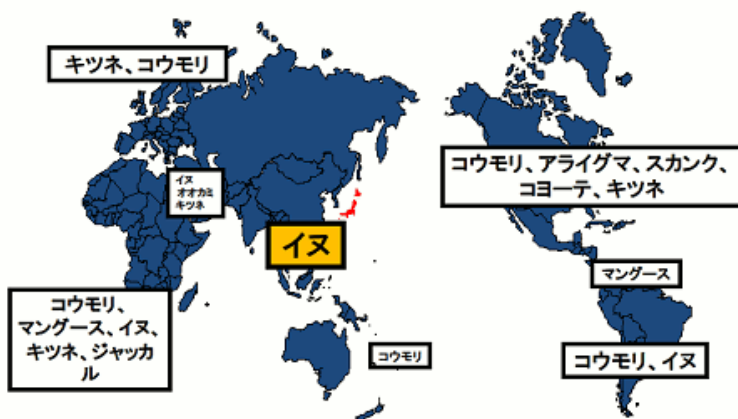 キツネ、コウモリ
コウモリ、アライグマ、スカンク、
コヨーテ、キツネ
イヌ
オオカミ
キツネ
イヌ
マングース
コウモリ、
マングース、イヌ、
キツネ、ジャッカ
ル
コウモリ
コウモリ、イヌ